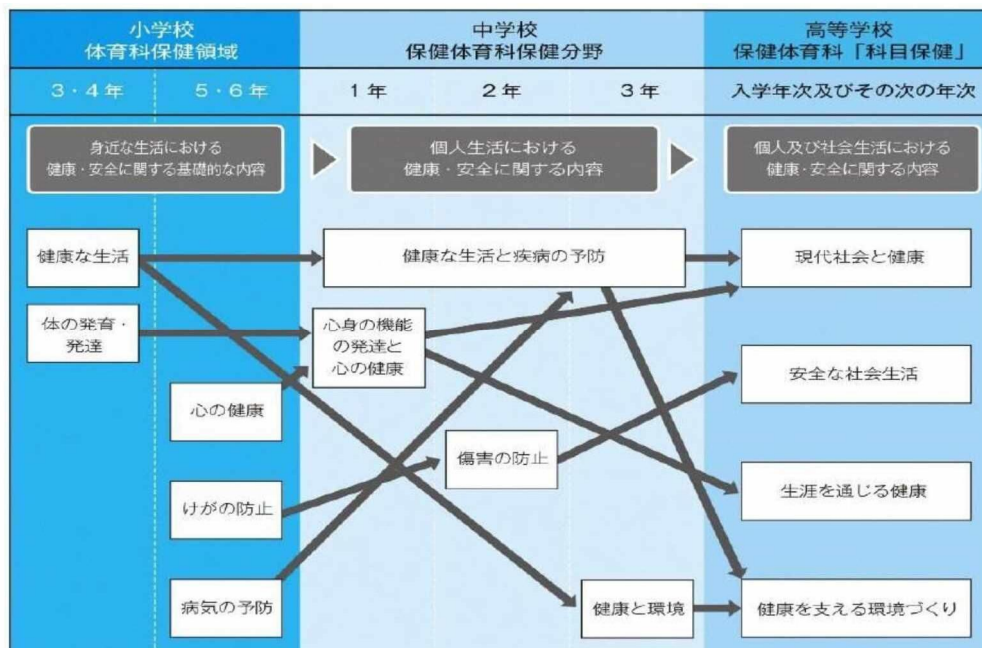 小学校
体育科保健領域
中学校
保健体育科保健分野
高等学校
保健体育科「科目保健」
3・4年
5・6年
1年
2年
3年
入学年次及びその次の年次
身近な生活における
健康・安全に関する基礎的な内容
個人生活における
健康・安全に関する内容
個人及び社会生活における
健康・安全に関する内容
健康な生活
健康な生活と疾病の予防
現代社会と健康
体の発育・
発達
心身の機能
の発達と
心の健康
安全な社会生活
心の健康
傷害の防止
けがの防止
生涯を通じる健康
病気の予防
健康と環境
健康を支える環境づくり